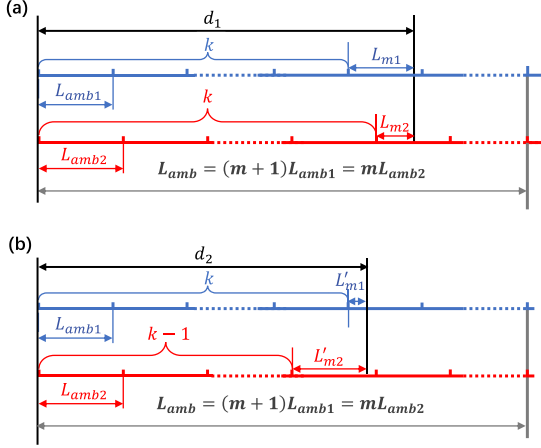 (a)
d₁
k
Lₘ₁
Lₐₘb₁
k
Lₘ₂
Lₐₘb₂
Lₐₘb = (m + 1)Lₐₘb₁ = mLₐₘb₂
(b)
d₂
k
L′ₘ₁
Lₐₘb₁
k − 1
L′ₘ₂
Lₐₘb₂
Lₐₘb = (m + 1)Lₐₘb₁ = mLₐₘb₂